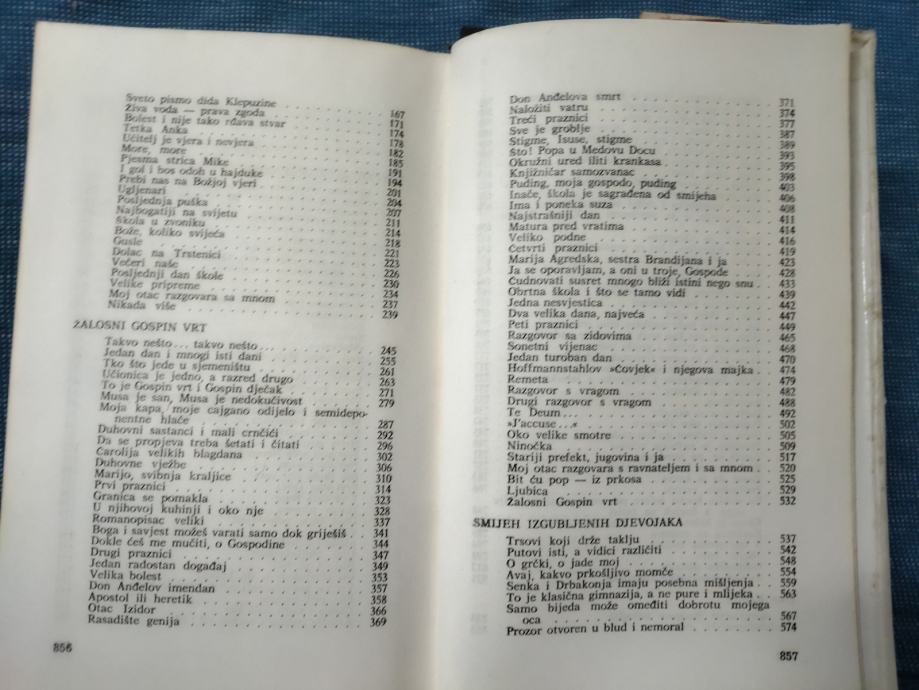 Sveto pismo dida Klepuzine
Živa voda — prava zgoda 167
Bolest i nije tako rđava stvar 171
Tetka Anka 174
Učitelj je vjera i nevjera 178
More, more 182
Pjesma strica Mike 185
I gol i bos odoh u hajduke 191
Prebi nas na Božjoj vjeri 194
Ugljenari 201
Posljednja puška 204
Najbogatiji na svijetu 207
Škola u zvoniku 211
Bože, koliko svijeća 214
Gusle 218
Dolac na Trstenici 221
Večeri naše 223
Posljednji dan škole 226
Velike pripreme 230
Moj otac razgovara sa mnom 234
Nikada više 237
239
ŽALOSNI GOSPIN VRT
Takvo nešto... takvo nešto... 245
Jedan dan i mnogi isti dani 255
Tko što jede u sjemeništu 261
Učionica je jedno, a razred drugo 263
To je Gospin vrt i Gospin dječak 271
Musa je san, Musa je nedokučivost 279
Moja kapa, moje cajgano odijelo i semidepo-
nentne hlače 287
Duhovni sastanci i mali crnčići 292
Da se propjeva treba šetati i čitati 296
Čarolija velikih blagdana 302
Duhovne vježbe 306
Marijo, svibnja kraljice 310
Prvi praznici 314
Granica se pomakla 323
U njihovoj kuhinji i oko nje 328
Romanopisac veliki 337
Boga i savjest možeš varati samo dok griješiš 341
Dokle ćeš me mučiti, o Gospodine 344
Drugi praznici 347
Jedan radostan događaj 349
Velika bolest 353
Don Anđelov imendan 357
Apostol ili heretik 358
Otac Izidor 366
Rasadište genija 369
856
Don Anđelova smrt 371
Naložiti vatru 374
Treći praznici 377
Sve je groblje 387
Stigme, Isuse, stigme 389
Što! Popa u Medovu Docu 393
Okružni ured iliti krankasa 395
Knjižničar samozvanac 398
Puding, moja gospodo, puding 403
Inače, škola je sagrađena od smijeha 406
Ima i poneka suza 408
Najstrašniji dan 411
Matura pred vratima 414
Veliko podne 416
Četvrti praznici 419
Marija Agredska, sestra Brandijana i ja 423
Ja se oporavljam, a oni u troje, Gospode 428
Čudnovati susret mnogo bliži istini nego snu 433
Obrtna škola i što se tamo vidi 439
Jedna nesvjestica 442
Dva velika dana, najveća 447
Peti praznici 449
Razgovor sa zidovima 465
Sonetni vijenac 468
Jedan turoban dan 470
Hoffmannstahlov »Čovjek« i njegova majka 474
Remeta 479
Razgovor s vragom 482
Drugi razgovor s vragom 488
Te Deum... 492
»J'accuse...« 502
Oko velike smotre 505
Ninočka 509
Stariji prefekt, jugovina i ja 517
Moj otac razgovara s ravnateljem i sa mnom 520
Bit ću pop — iz prkosa 525
Ljubica 529
Žalosni Gospin vrt 532
SMIJEH IZGUBLJENIH DJEVOJAKA
Trsovi koji drže taklju 537
Putovi isti, a vidici različiti 542
O grčki, o jade moj 548
Avaj, kakvo prkošljivo momče 554
Senka i Drbakonja imaju posebna mišljenja 559
To je klasična gimnazija, a ne pure i mlijeka 563
Samo bijeda može omediti dobrotu mojega
oca 567
Prozor otvoren u blud i nemoral 574
857